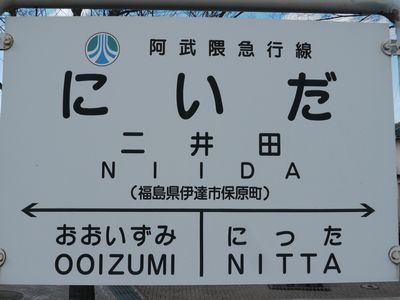 阿武隈急行線
にいだ
二井田
NIIDA
(福島県伊達市保原町)
おおいずみ にった
OOIZUMI NITTA